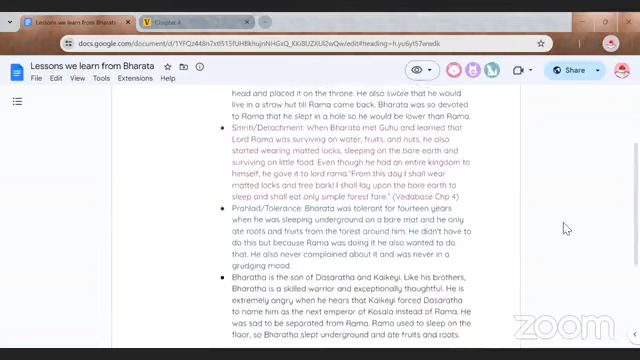 Lessons we learn from Bharata
Chapter 4
docs.google.com/document/d/1YFQz448n7xtl515fUHBkhujnNHGsQ_KWbi8UZXUl2wQw/edit#heading=h.yu6yt57wwdk
Lessons we learn from Bharata
File Edit View Tools Extensions
Share
head and placed it on the throne. He also swore that he would
live in a straw hut till Rama came back. Bharata was so devoted
to Rama that he slept in a hole so he would be lower than Rama.
Smriti/Detachment: When Bharata met Guhu and learned that
Lord Rama was surviving on water, fruits, and nuts, he also
started wearing matted locks, sleeping on the bare earth and
surviving on little food. Even though he had an entire kingdom to
himself, he gave it to lord rama."From this day I shall wear
matted locks and tree bark! I shall lay upon the bare earth to
sleep and shall eat only simple forest fare." (Vedabase Chp 4)
Prahlad/Tolerance: Bharata was tolerant for fourteen years
when he was sleeping underground on a bare mat and he only
ate roots and fruits from the forest around him. He didn't have to
do this but because Rama was doing it he also wanted to do
that. He also never complained about it and was never in a
grudging mood.
Bharatha is the son of Dasaratha and Kaikeyi. Like his brothers,
Bharatha is a skilled warrior and exceptionally thoughtful. He is
extremely angry when he hears that Kaikeyi forced Dasaratha
to name him as the next emperor of Kosala instead of Rama. He
was sad to be separated from Rama. Rama used to sleep on the
floor, so Bharatha slept underground and ate fruits and roots.
zoom